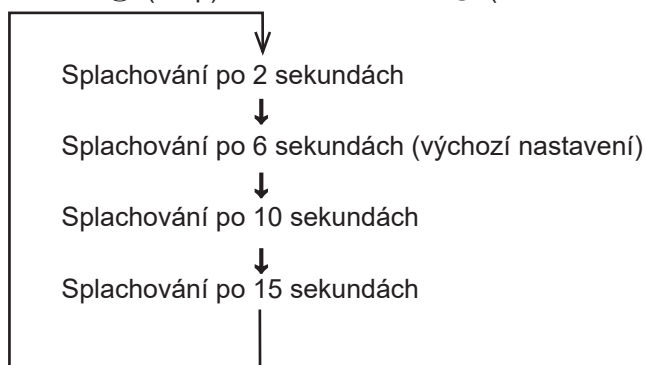 Splachování po 2 sekundách
Splachování po 6 sekundách (výchozí nastavení)
Splachování po 10 sekundách
Splachování po 15 sekundách